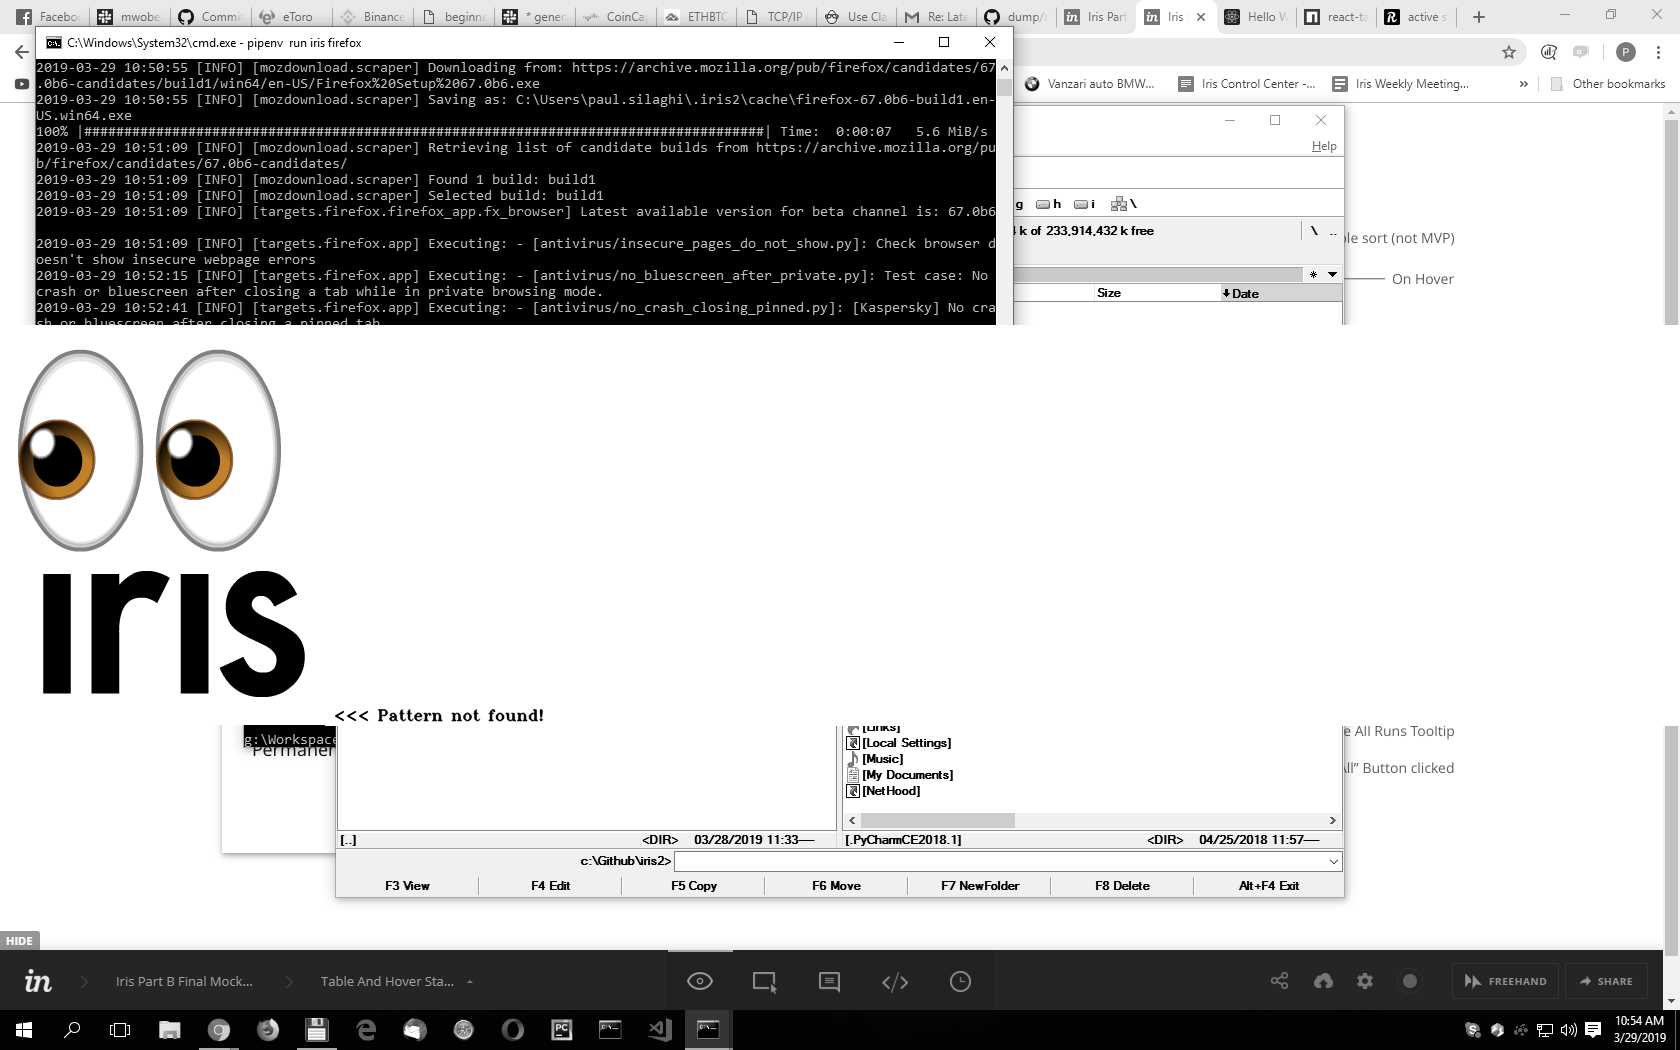 Faceboo
mwobe
Commi
eToro
Binance
beginne
* gener
CoinCa
ETHBTC
TCP/IP
Use Cla
Re: Late
dump/r
Iris Part
Iris
Hello W
react-ta
active s
C:\Windows\System32\cmd.exe - pipenv run iris firefox
Vanzari auto BMW...
Iris Control Center -...
Iris Weekly Meeting...
»
Other bookmarks
2019-03-29 10:50:55 [INFO] [mozdownload.scraper] Downloading from: https://archive.mozilla.org/pub/firefox/candidates/67
.0b6-candidates/build1/win64/en-US/Firefox%20Setup%2067.0b6.exe
2019-03-29 10:50:55 [INFO] [mozdownload.scraper] Saving as: C:\Users\paul.silaghi\.iris2\cache\firefox-67.0b6-build1.en-
US.win64.exe
100% |#####################################################################################| Time:  0:00:07   5.6 MiB/s
2019-03-29 10:51:09 [INFO] [mozdownload.scraper] Retrieving list of candidate builds from https://archive.mozilla.org/pu
b/firefox/candidates/67.0b6-candidates/
2019-03-29 10:51:09 [INFO] [mozdownload.scraper] Found 1 build: build1
2019-03-29 10:51:09 [INFO] [mozdownload.scraper] Selected build: build1
2019-03-29 10:51:09 [INFO] [targets.firefox.firefox_app.fx_browser] Latest available version for beta channel is: 67.0b6
2019-03-29 10:51:09 [INFO] [targets.firefox.app] Executing: - [antivirus/insecure_pages_do_not_show.py]: Check browser d
oesn't show insecure webpage errors
2019-03-29 10:52:15 [INFO] [targets.firefox.app] Executing: - [antivirus/no_bluescreen_after_private.py]: Test case: No
crash or bluescreen after closing a tab while in private browsing mode.
2019-03-29 10:52:41 [INFO] [targets.firefox.app] Executing: - [antivirus/no_crash_closing_pinned.py]: [Kaspersky] No cra
sh or bluescreen after closing a pinned tab
Help
g h i \
k of 233,914,432 k free \ ..
* 
Size Date
ble sort (not MVP)
On Hover
iris
<<< Pattern not found!
g:\Workspace
Permaner
[Links]
[Local Settings]
[Music]
[My Documents]
[NetHood]
e All Runs Tooltip
All” Button clicked
[..] <DIR> 03/28/2019 11:33----
[.PyCharmCE2018.1] <DIR> 04/25/2018 11:57----
c:\Github\iris2>
F3 View F4 Edit F5 Copy F6 Move F7 NewFolder F8 Delete Alt+F4 Exit
HIDE
in
Iris Part B Final Mock...
Table And Hover Sta...
</>
FREEHAND
SHARE
10:54 AM
3/29/2019